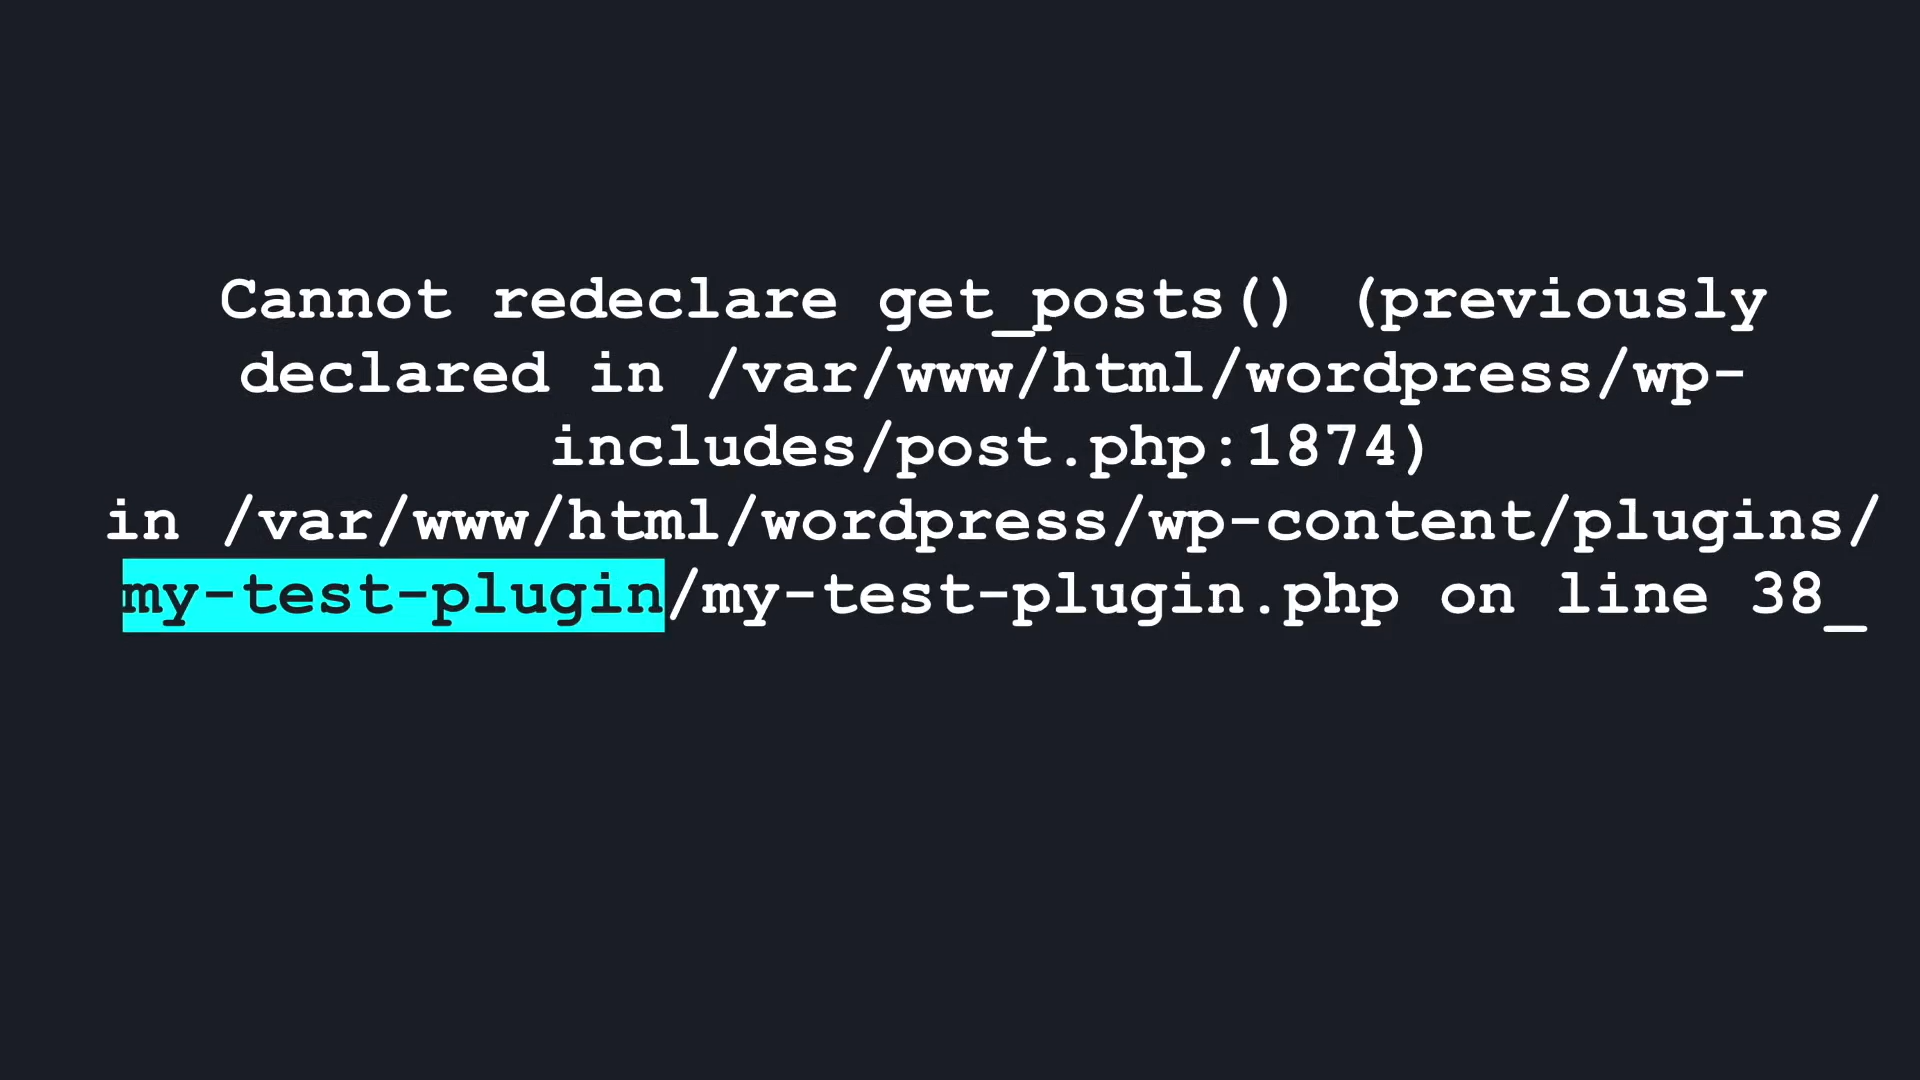 Cannot redeclare get_posts() (previously
declared in /var/www/html/wordpress/wp-
includes/post.php:1874)
in /var/www/html/wordpress/wp-content/plugins/
my-test-plugin/my-test-plugin.php on line 38_